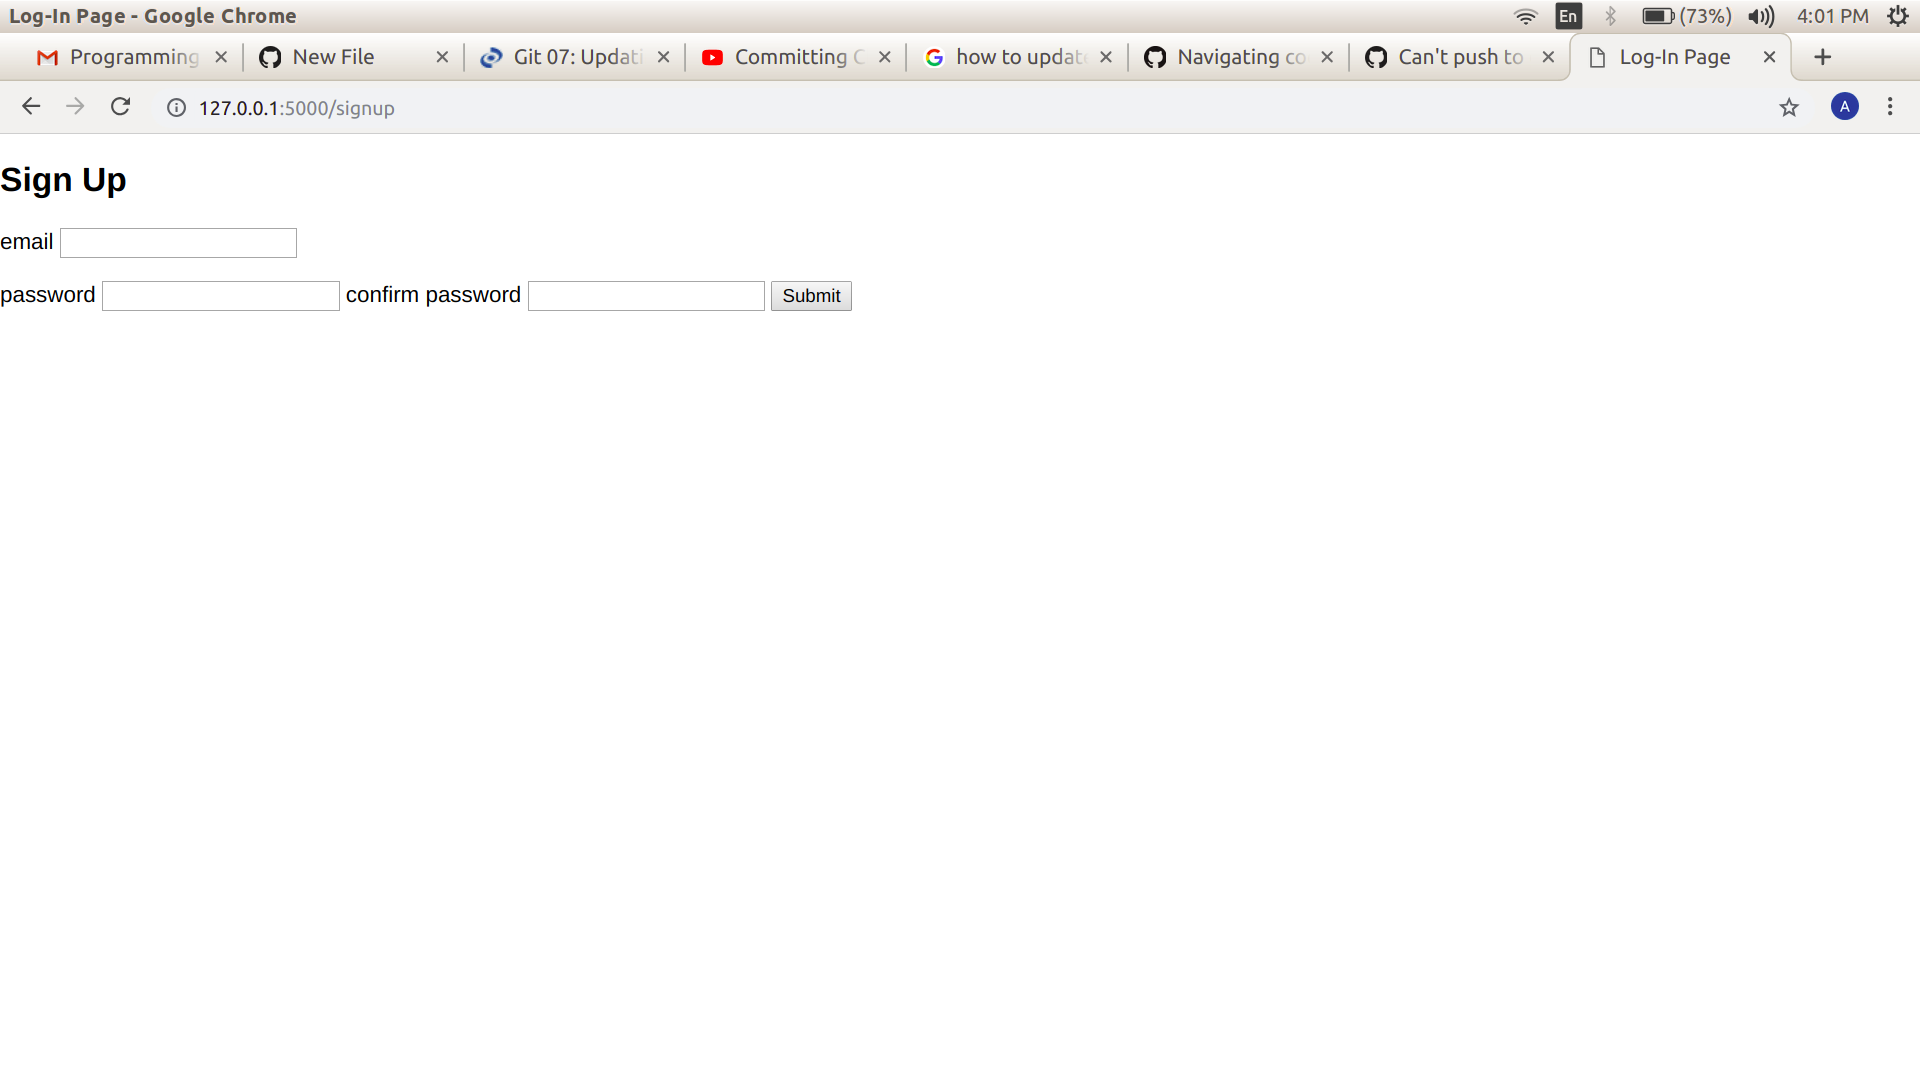 Log-In Page - Google Chrome En (73%) 4:01 PM
Programming New File Git 07: Updati Committing C how to update Navigating co Can't push to Log-In Page
127.0.0.1:5000/signup A
Sign Up
email
password confirm password Submit